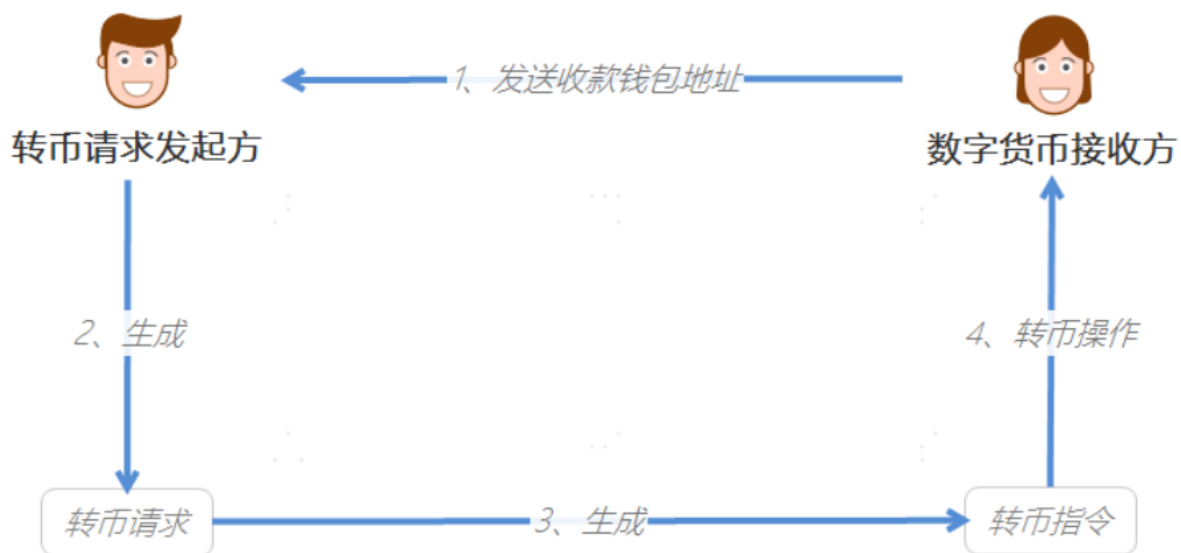 1、发送收款钱包地址
转币请求发起方
数字货币接收方
2、生成
4、转币操作
转币请求
3、生成
转币指令